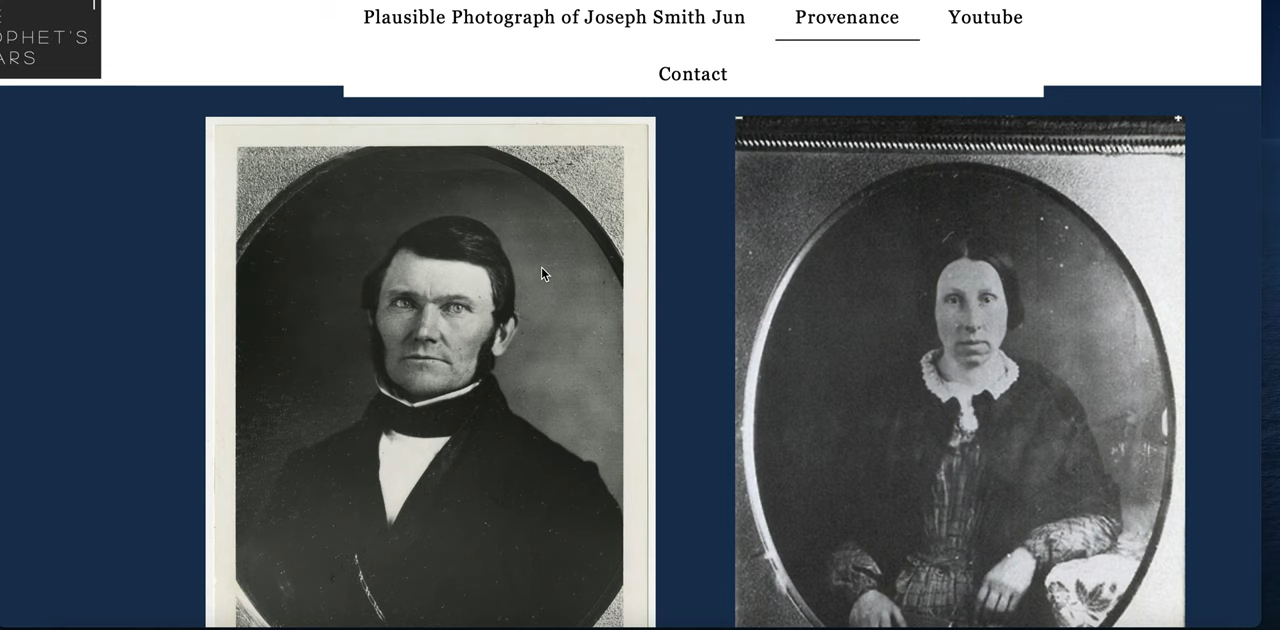 OPHET'S
ARS
Plausible Photograph of Joseph Smith Jun
Provenance
Youtube
Contact